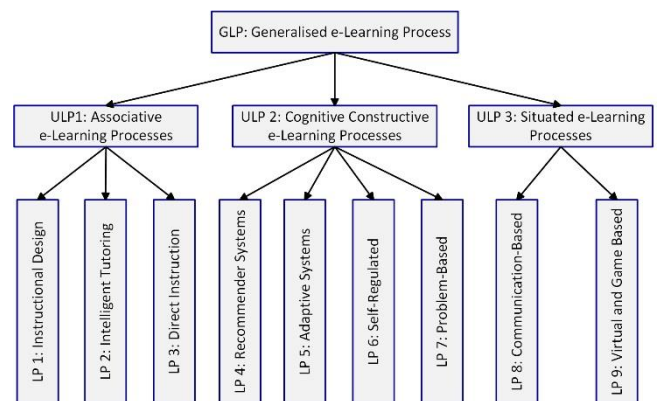 GLP: Generalised e-Learning Process
ULP1: Associative
e-Learning Processes
ULP 2: Cognitive Constructive
e-Learning Processes
ULP 3: Situated e-Learning
Processes
LP 1: Instructional Design
LP 2: Intelligent Tutoring
LP 3: Direct Instruction
LP 4: Recommender Systems
LP 5: Adaptive Systems
LP 6: Self-Regulated
LP 7: Problem-Based
LP 8: Communication-Based
LP 9: Virtual and Game Based